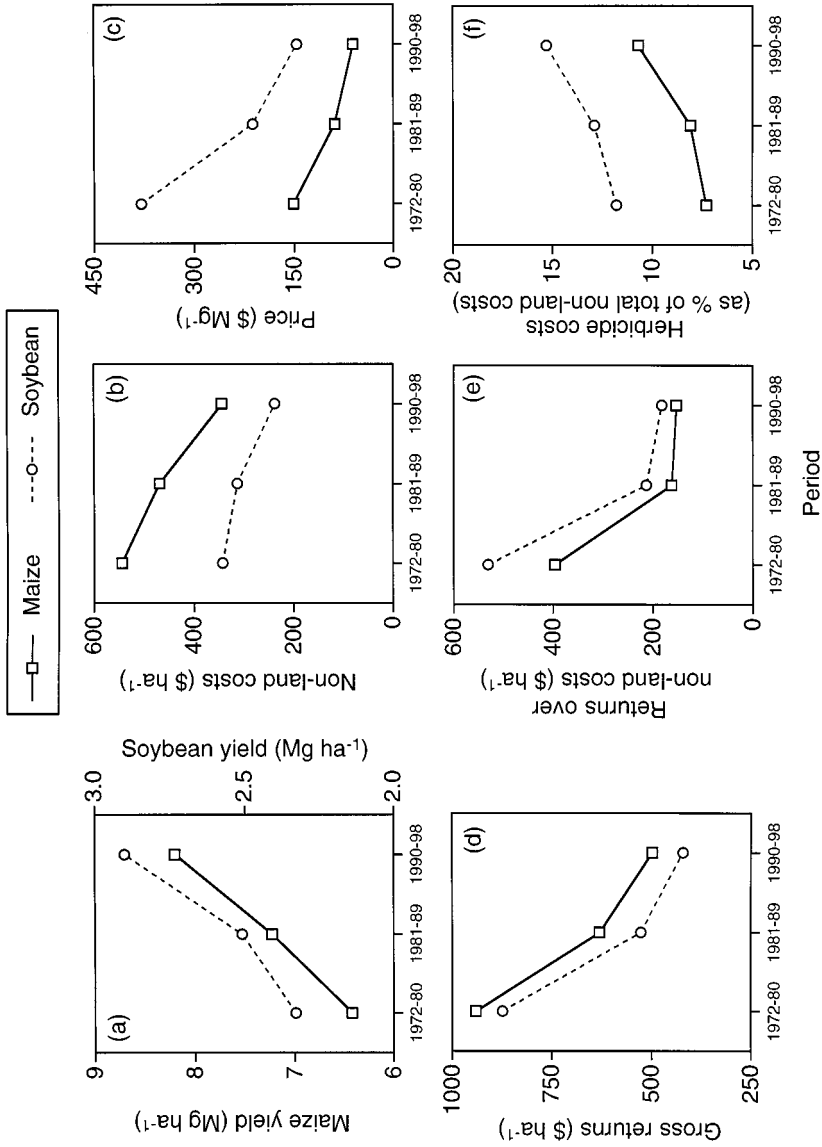 Maize
Soybean
(a)
Maize yield (Mg ha⁻¹)
9
8
7
6
Soybean yield (Mg ha⁻¹)
3.0
2.5
2.0
1972-80 1981-89 1990-98
(b)
Non-land costs ($ ha⁻¹)
600
400
200
0
1972-80 1981-89 1990-98
(c)
Price ($ Mg⁻¹)
450
300
150
0
1972-80 1981-89 1990-98
(d)
Gross returns ($ ha⁻¹)
1000
750
500
250
1972-80 1981-89 1990-98
(e)
Returns over
non-land costs ($ ha⁻¹)
600
400
200
0
1972-80 1981-89 1990-98
(f)
Herbicide costs
(as % of total non-land costs)
20
15
10
5
1972-80 1981-89 1990-98
Period